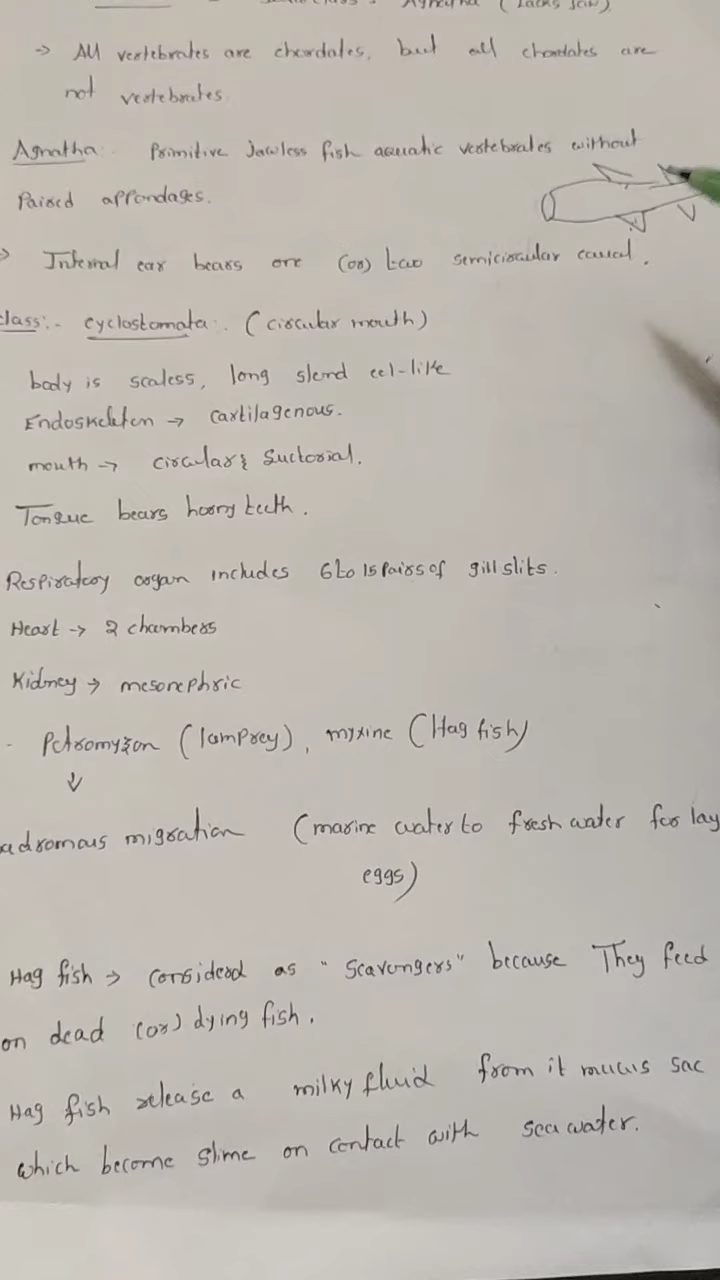 class : Agnatha (Lacks Jaw)
→ All vertebrates are chordates, but all chordates are
not vertebrates.
Agnatha: Primitive Jawless fish aquatic vertebrates without
Paired appendages.
Internal ear bears one (or) two semicircular canal.
class:- cyclostomata: (circular mouth)
body is scaless, long slend eel-like
Endoskeleton → cartilagenous.
mouth → circular & Suctorial.
Tongue bears horny teeth.
Respiratory organ includes 6 to 15 Pairs of gill slits.
Heart → 2 chambers
Kidney → mesonephric
- Petromyzon (lamprey), myxine (Hag fish)
↓
adromous migration (marine water to fresh water for lay
eggs)
Hag fish → considead as "Scavengers" because They feed
on dead (or) dying fish.
Hag fish release a milky fluid from it mucus sac
which become slime on contact with sea water.